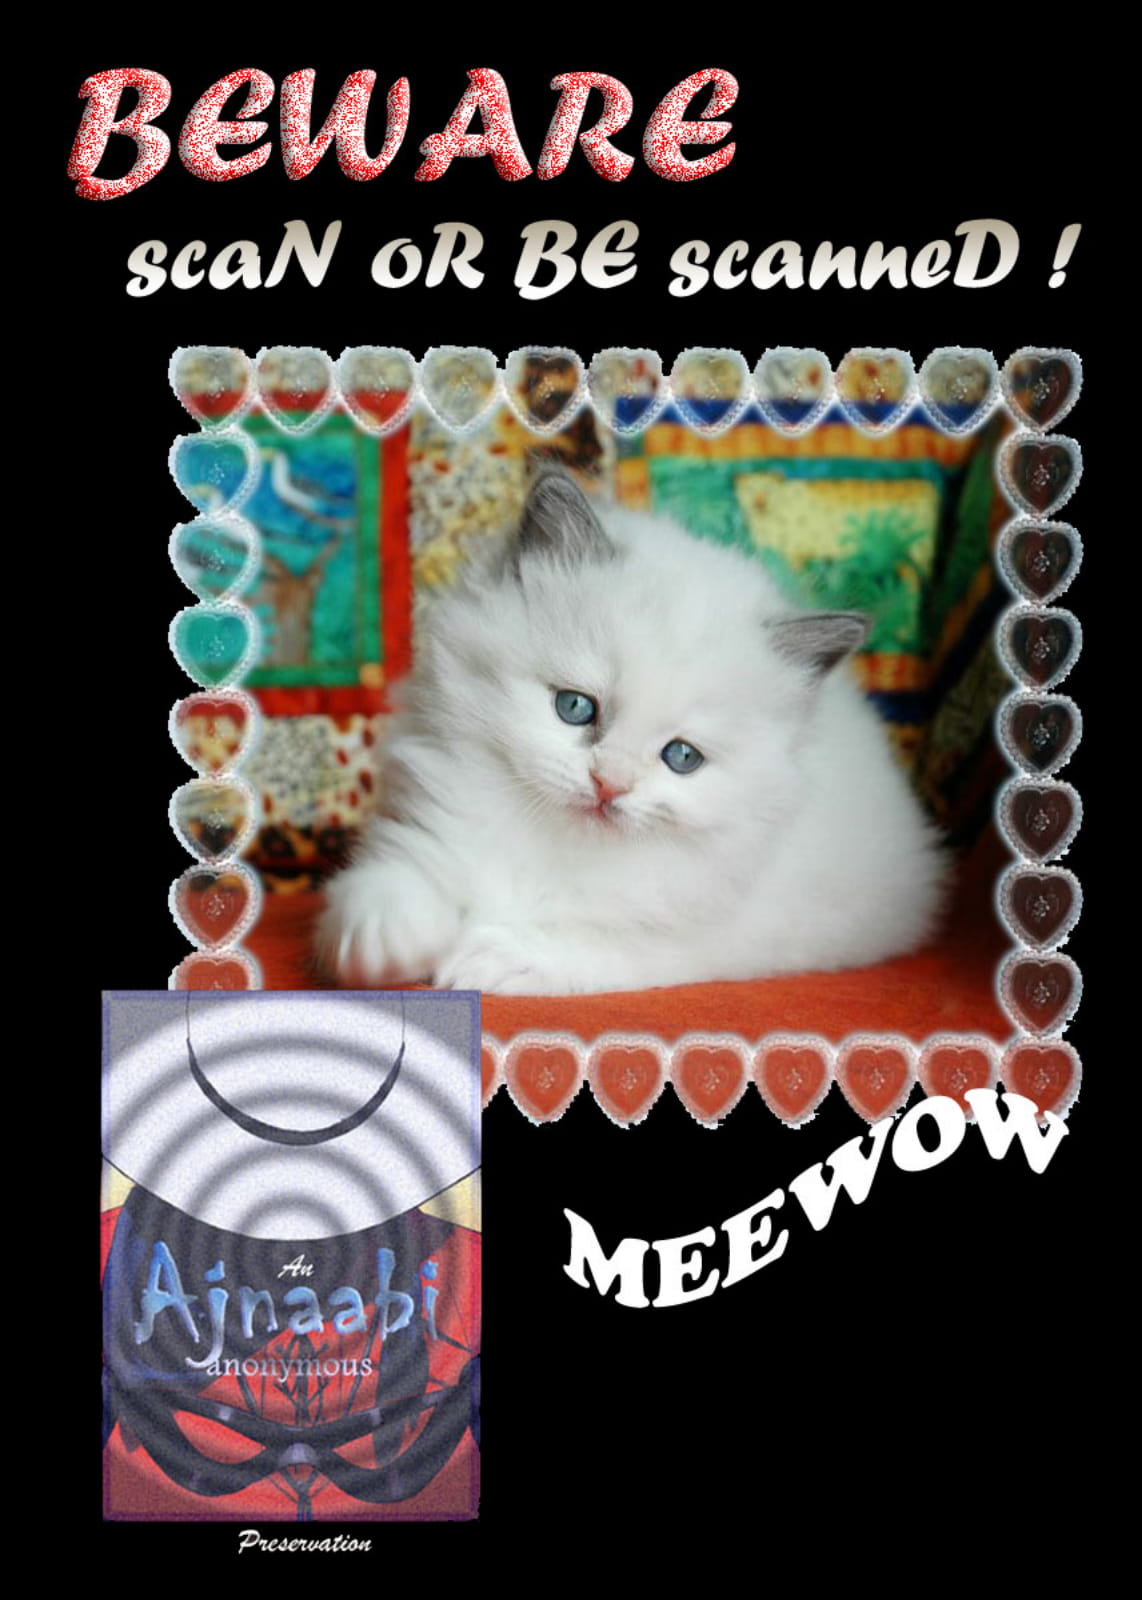 BEWARE
scaN oR BE scanneD !
MEEWOW
An
Ajnaabi
anonymous
Preservation